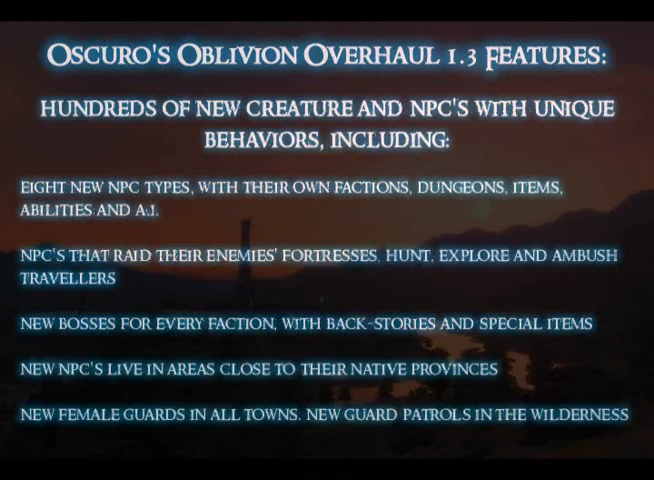 Oscuro's Oblivion Overhaul 1.3 Features:
HUNDREDS OF NEW CREATURE AND NPC'S WITH UNIQUE
BEHAVIORS, INCLUDING:
EIGHT NEW NPC TYPES, WITH THEIR OWN FACTIONS, DUNGEONS, ITEMS,
ABILITIES AND A.I.
NPC'S THAT RAID THEIR ENEMIES' FORTRESSES, HUNT, EXPLORE AND AMBUSH
TRAVELLERS
NEW BOSSES FOR EVERY FACTION, WITH BACK-STORIES AND SPECIAL ITEMS
NEW NPC'S LIVE IN AREAS CLOSE TO THEIR NATIVE PROVINCES
NEW FEMALE GUARDS IN ALL TOWNS. NEW GUARD PATROLS IN THE WILDERNESS